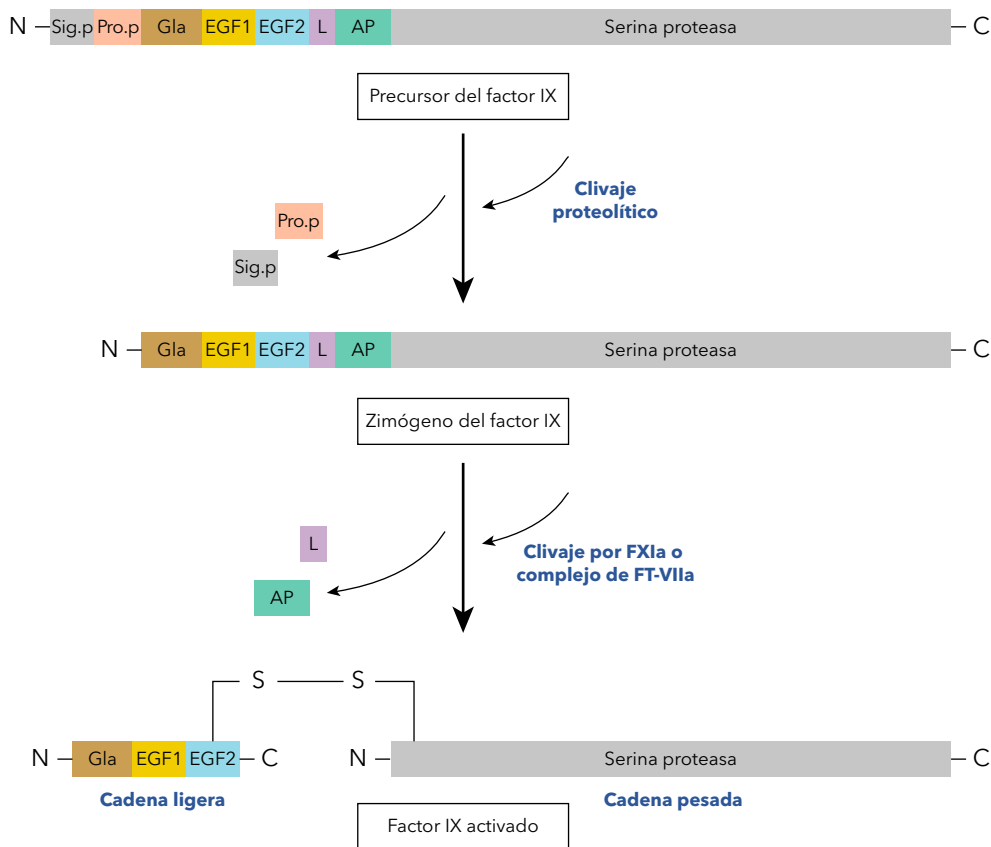 N Sig.p Pro.p Gla EGF1 EGF2 L AP Serina proteasa C
Precursor del factor IX
Clivaje
proteolítico
Pro.p
Sig.p
N Gla EGF1 EGF2 L AP Serina proteasa C
Zimógeno del factor IX
L
Clivaje por FXIa o
complejo de FT-VIIa
AP
S S
N Gla EGF1 EGF2 C N Serina proteasa C
Cadena ligera Cadena pesada
Factor IX activado